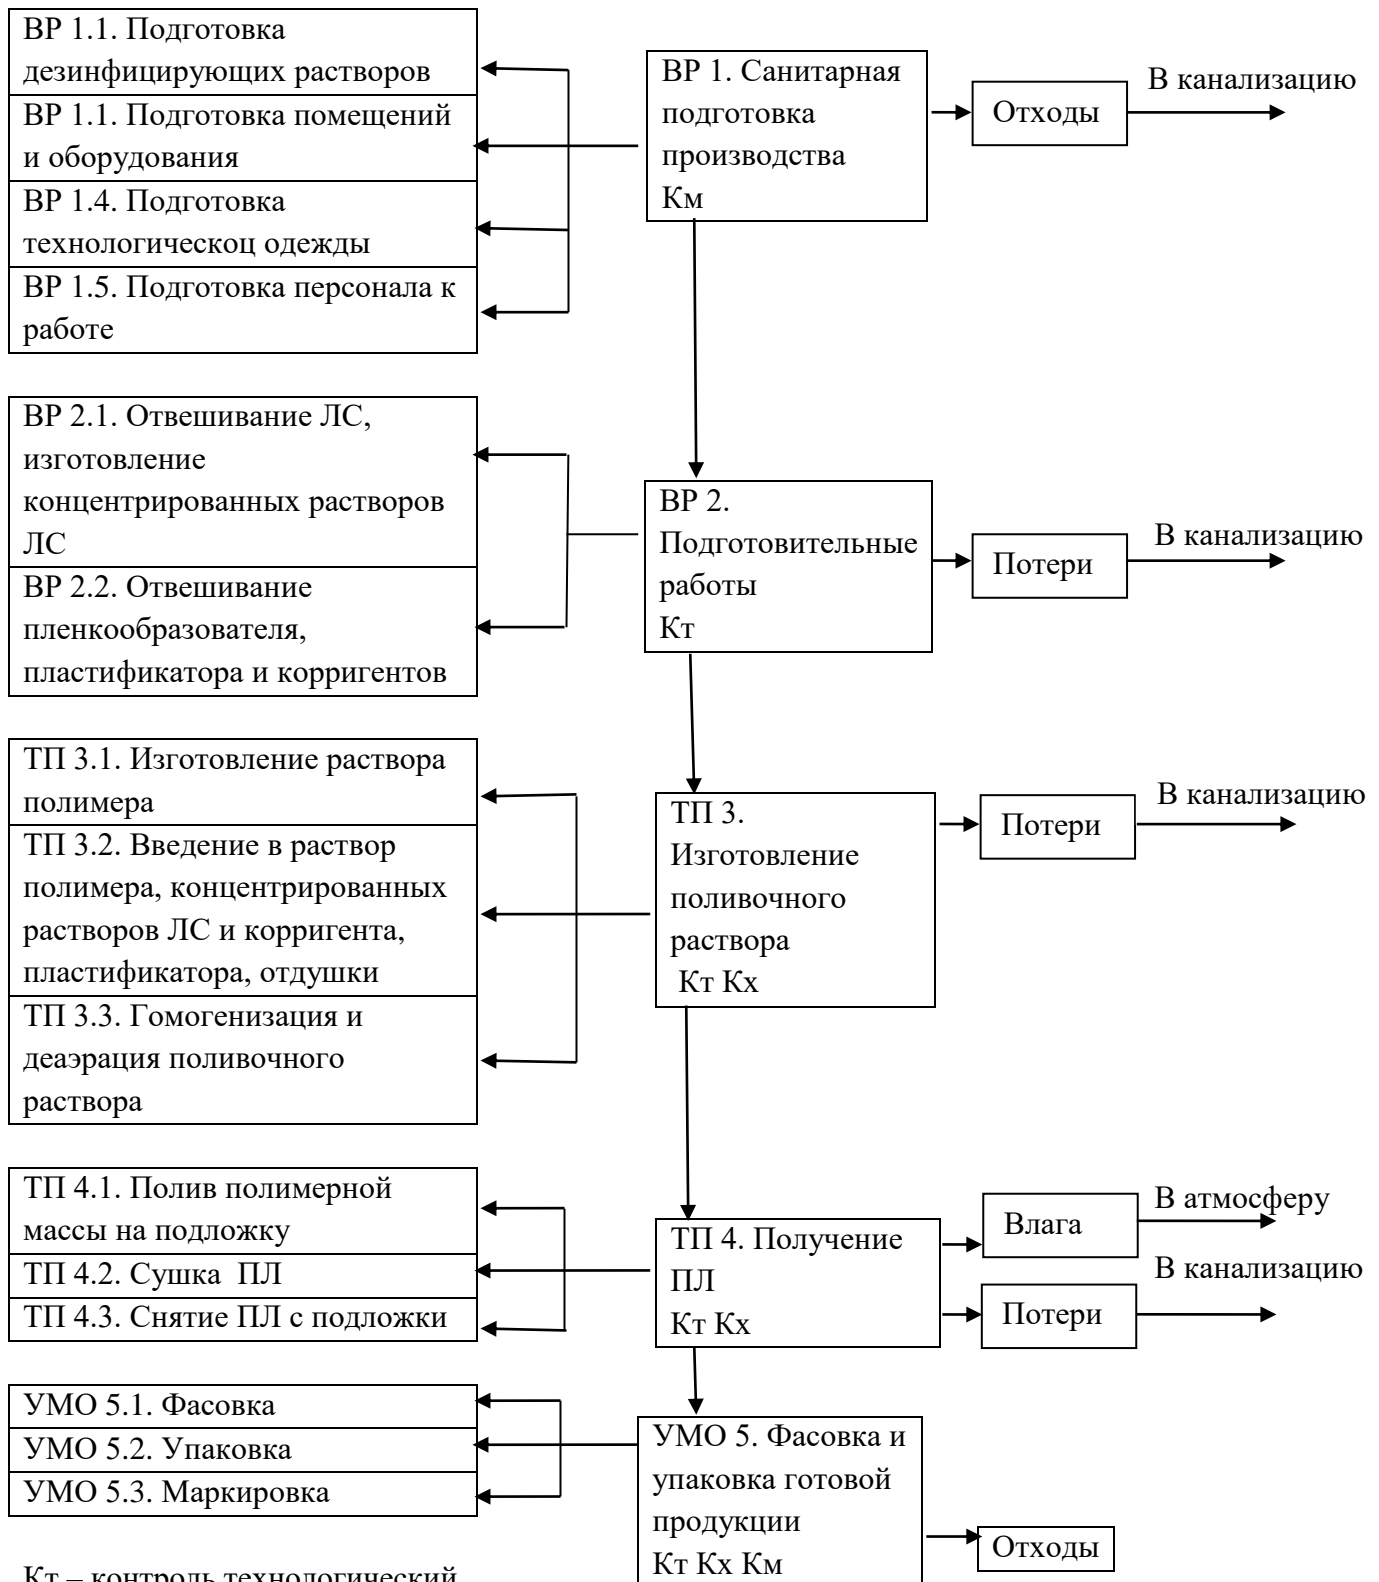 ВР 1.1. Подготовка
дезинфицирующих растворов
ВР 1.1. Подготовка помещений
и оборудования
ВР 1.4. Подготовка
технологическоц одежды
ВР 1.5. Подготовка персонала к
работе
ВР 1. Санитарная
подготовка
производства
Км
Отходы
В канализацию
ВР 2.1. Отвешивание ЛС,
изготовление
концентрированных растворов
ЛС
ВР 2.2. Отвешивание
пленкообразователя,
пластификатора и корригентов
ВР 2.
Подготовительные
работы
Кт
Потери
В канализацию
ТП 3.1. Изготовление раствора
полимера
ТП 3.2. Введение в раствор
полимера, концентрированных
растворов ЛС и корригента,
пластификатора, отдушки
ТП 3.3. Гомогенизация и
деаэрация поливочного
раствора
ТП 3.
Изготовление
поливочного
раствора
Кт Кх
Потери
В канализацию
ТП 4.1. Полив полимерной
массы на подложку
ТП 4.2. Сушка ПЛ
ТП 4.3. Снятие ПЛ с подложки
ТП 4. Получение
ПЛ
Кт Кх
Влага
В атмосферу
Потери
В канализацию
УМО 5.1. Фасовка
УМО 5.2. Упаковка
УМО 5.3. Маркировка
УМО 5. Фасовка и
упаковка готовой
продукции
Кт Кх Км
Отходы
Кт – контроль технологический